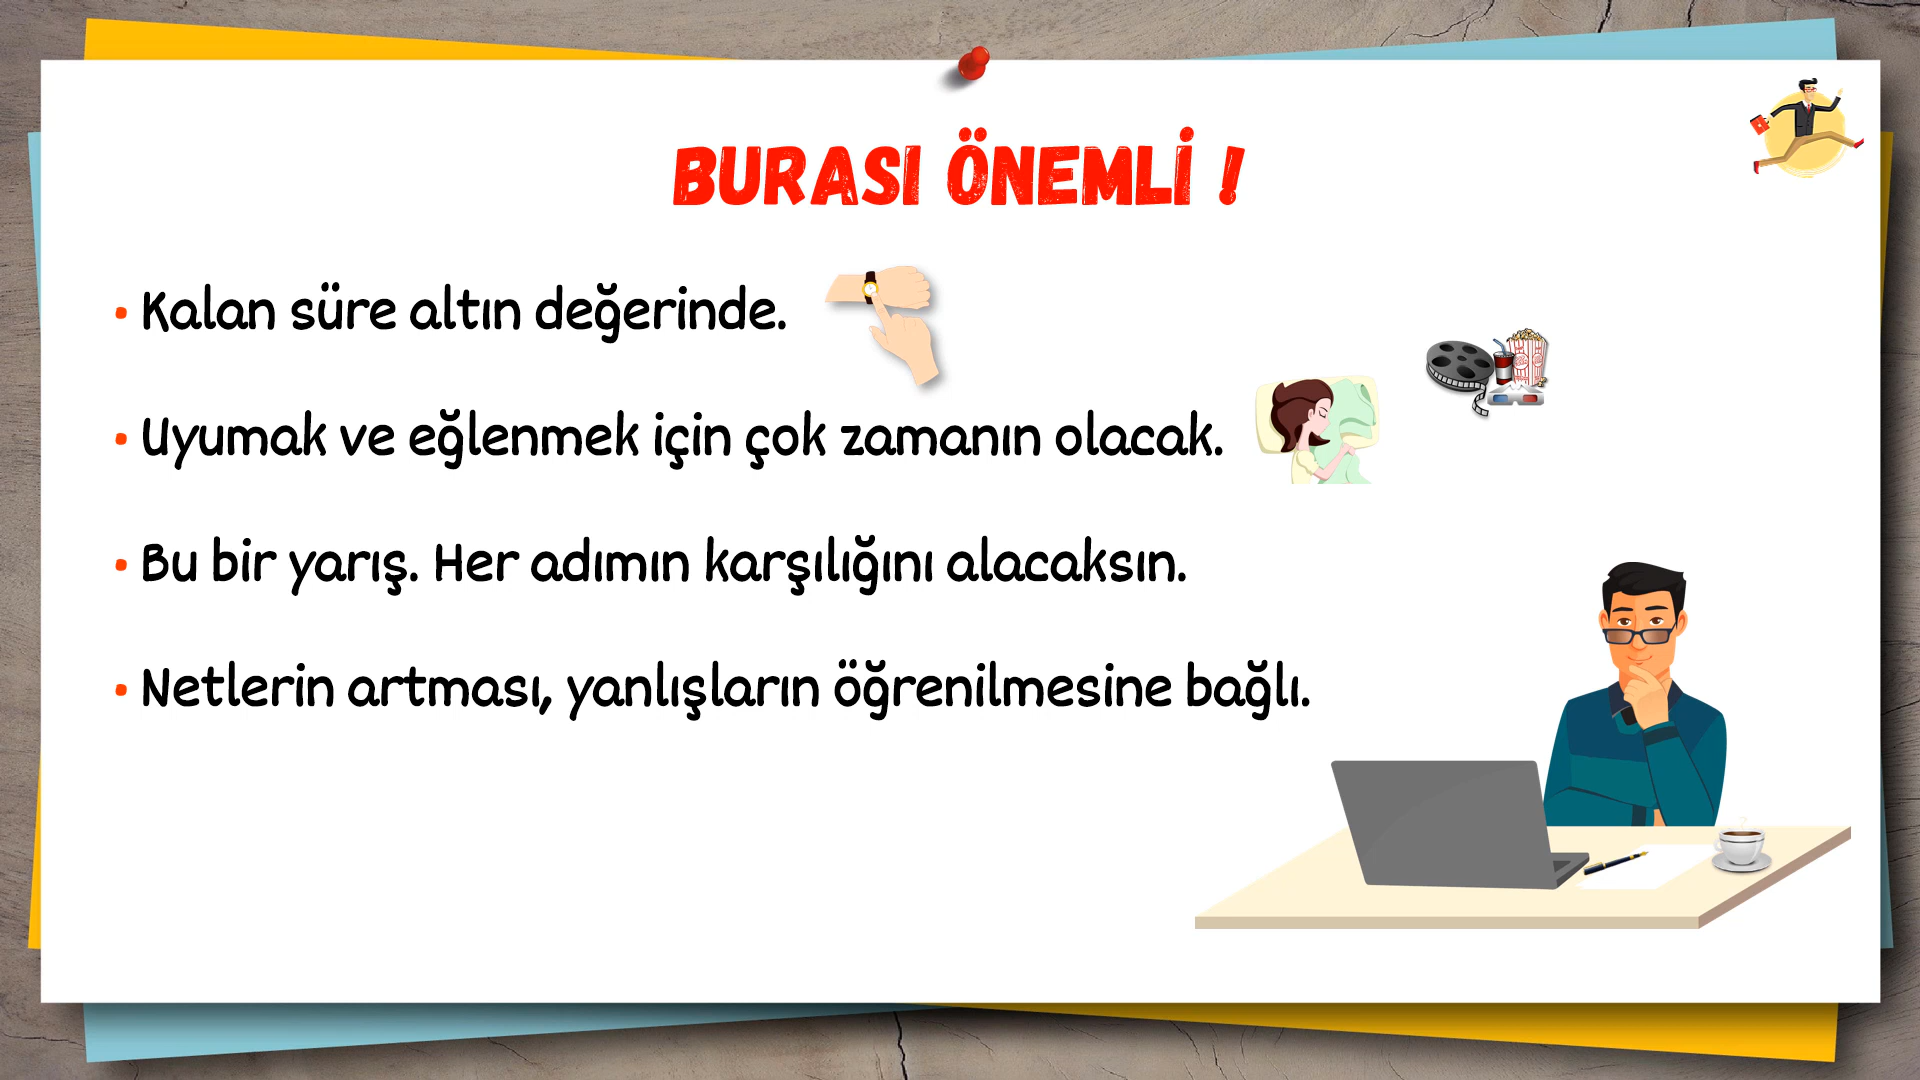 BURASI ÖNEMLİ !
• Kalan süre altın değerinde.
• Uyumak ve eğlenmek için çok zamanın olacak.
• Bu bir yarış. Her adımın karşılığını alacaksın.
• Netlerin artması, yanlışların öğrenilmesine bağlı.